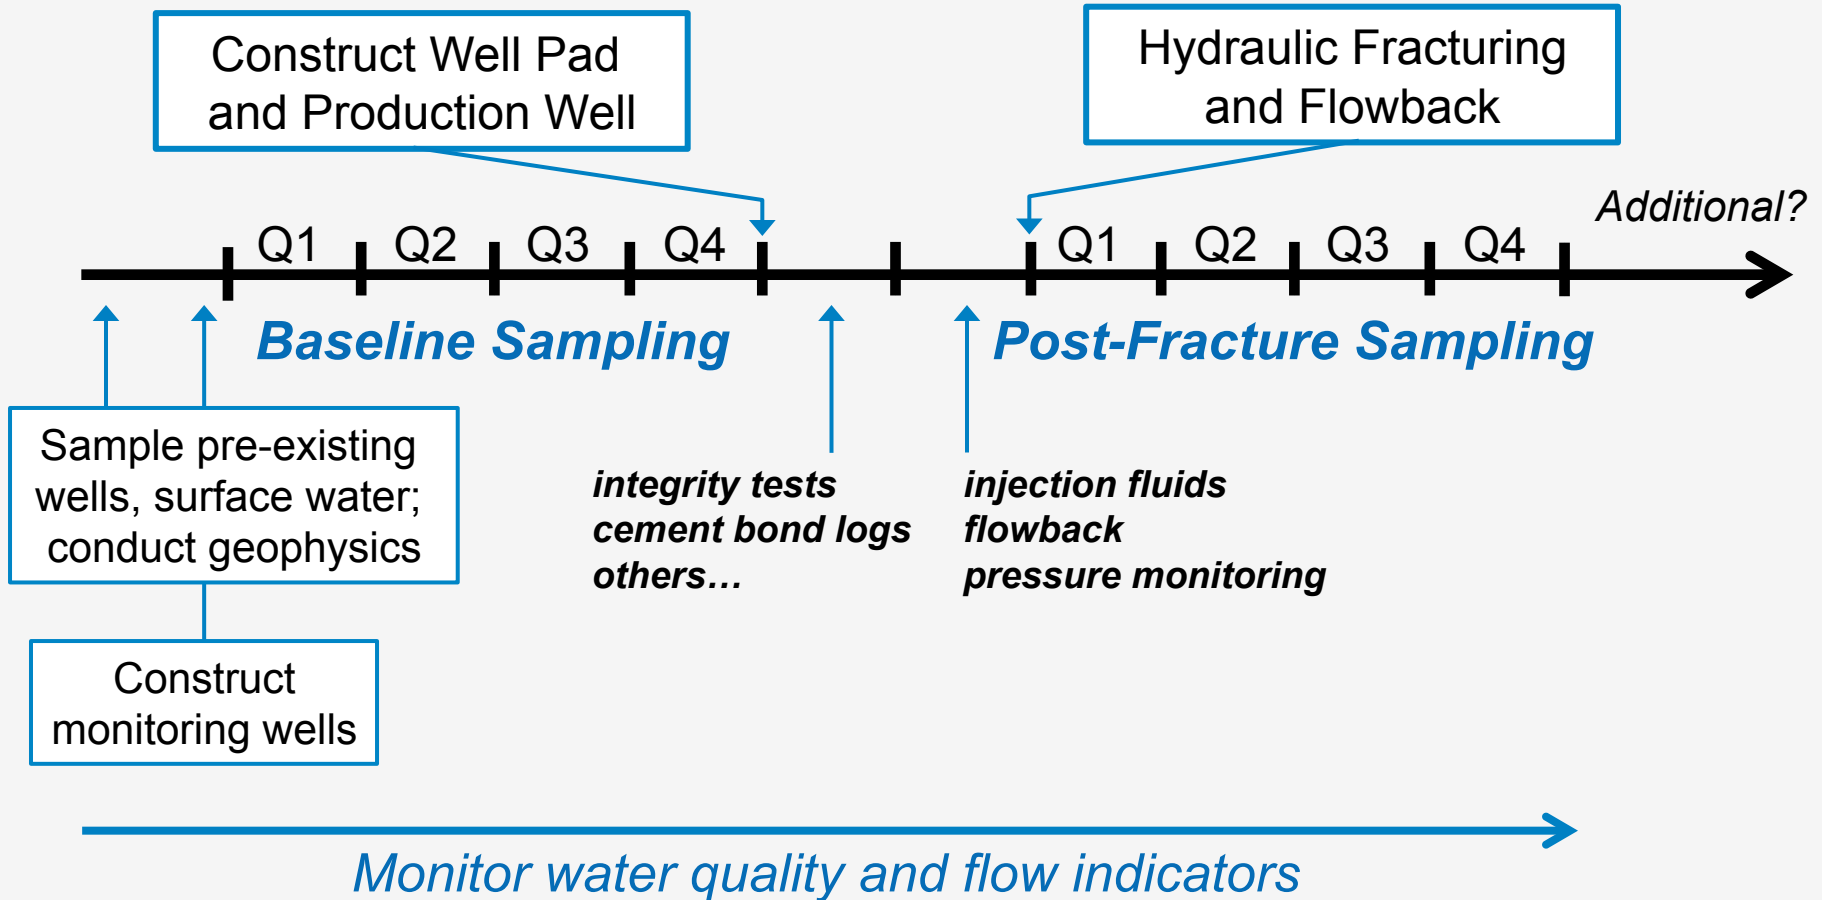 Construct Well Pad
and Production Well
Hydraulic Fracturing
and Flowback
Additional?
Q1 Q2 Q3 Q4 Q1 Q2 Q3 Q4
Baseline Sampling
Post-Fracture Sampling
Sample pre-existing
wells, surface water;
conduct geophysics
integrity tests
cement bond logs
others…
injection fluids
flowback
pressure monitoring
Construct
monitoring wells
Monitor water quality and flow indicators